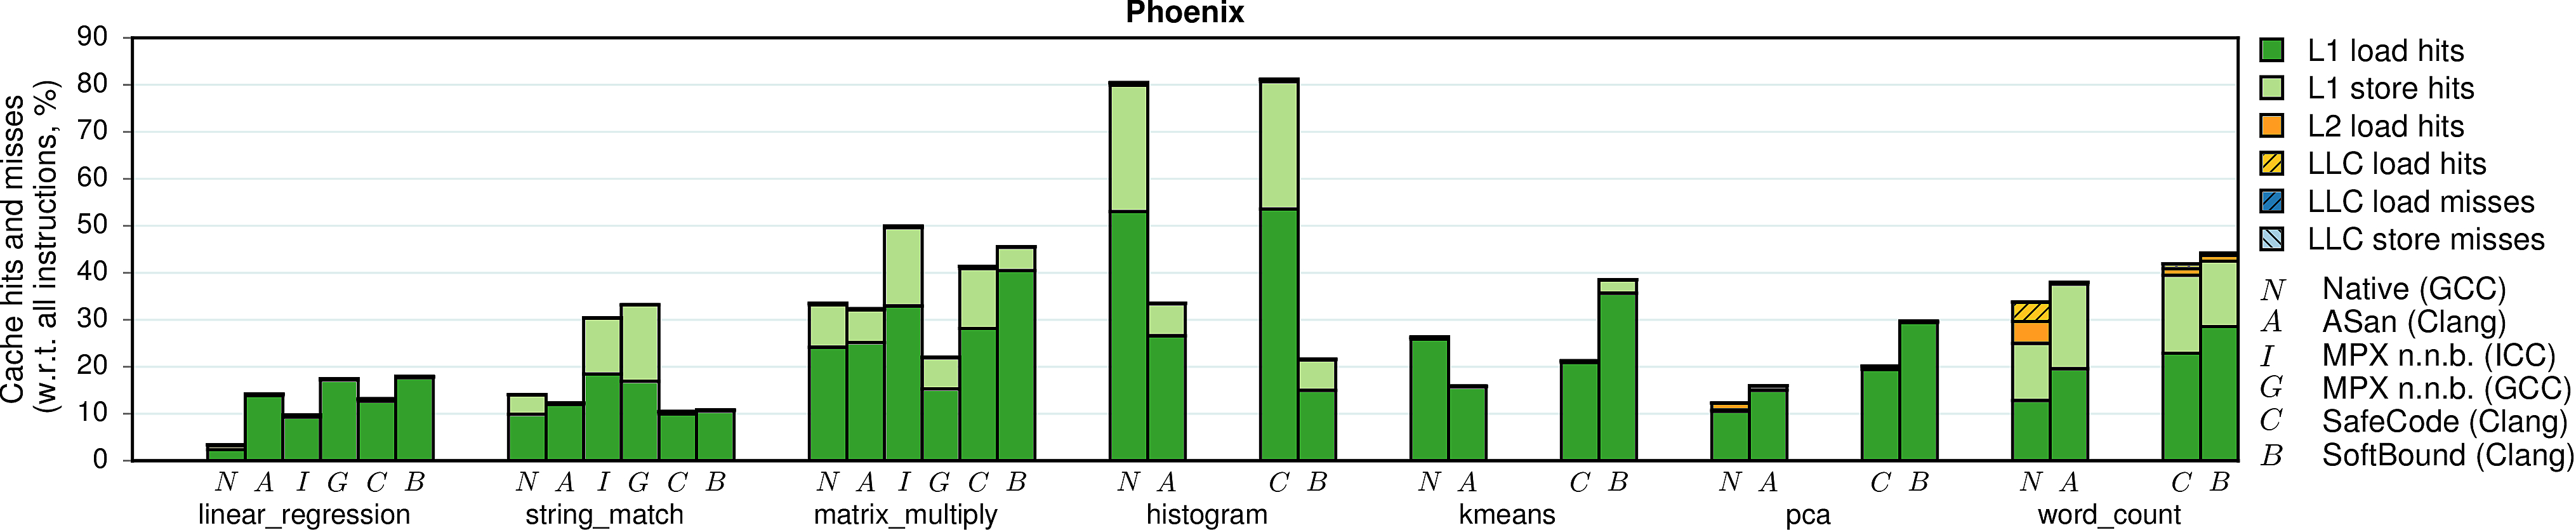 Phoenix
Cache hits and misses
(w.r.t. all instructions, %)
90
80
70
60
50
40
30
20
10
0
N A I G C B
N A I G C B
N A I G C B
N A C B
N A C B
N A C B
N A C B
linear_regression
string_match
matrix_multiply
histogram
kmeans
pca
word_count
L1 load hits
L1 store hits
L2 load hits
LLC load hits
LLC load misses
LLC store misses
N Native (GCC)
A ASan (Clang)
I MPX n.n.b. (ICC)
G MPX n.n.b. (GCC)
C SafeCode (Clang)
B SoftBound (Clang)